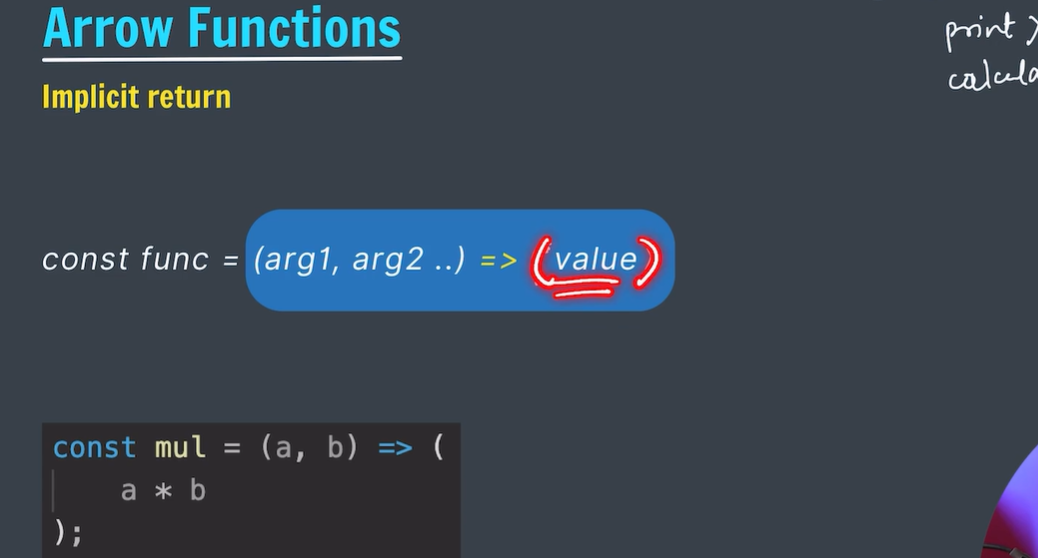 Arrow Functions
print
Implicit return
const func = (arg1, arg2 ..) => (value)
const mul = (a, b) => (
a * b
);